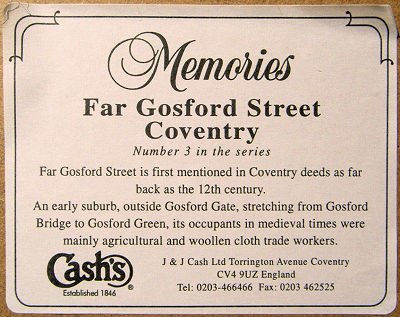 Memories
Far Gosford Street
Coventry
Number 3 in the series
Far Gosford Street is first mentioned in Coventry deeds as far
back as the 12th century.
An early suburb, outside Gosford Gate, stretching from Gosford
Bridge to Gosford Green, its occupants in medieval times were
mainly agricultural and woollen cloth trade workers.
Cash's®
Established 1846
J & J Cash Ltd Torrington Avenue Coventry
CV4 9UZ England
Tel: 0203-466466 Fax: 0203 462525